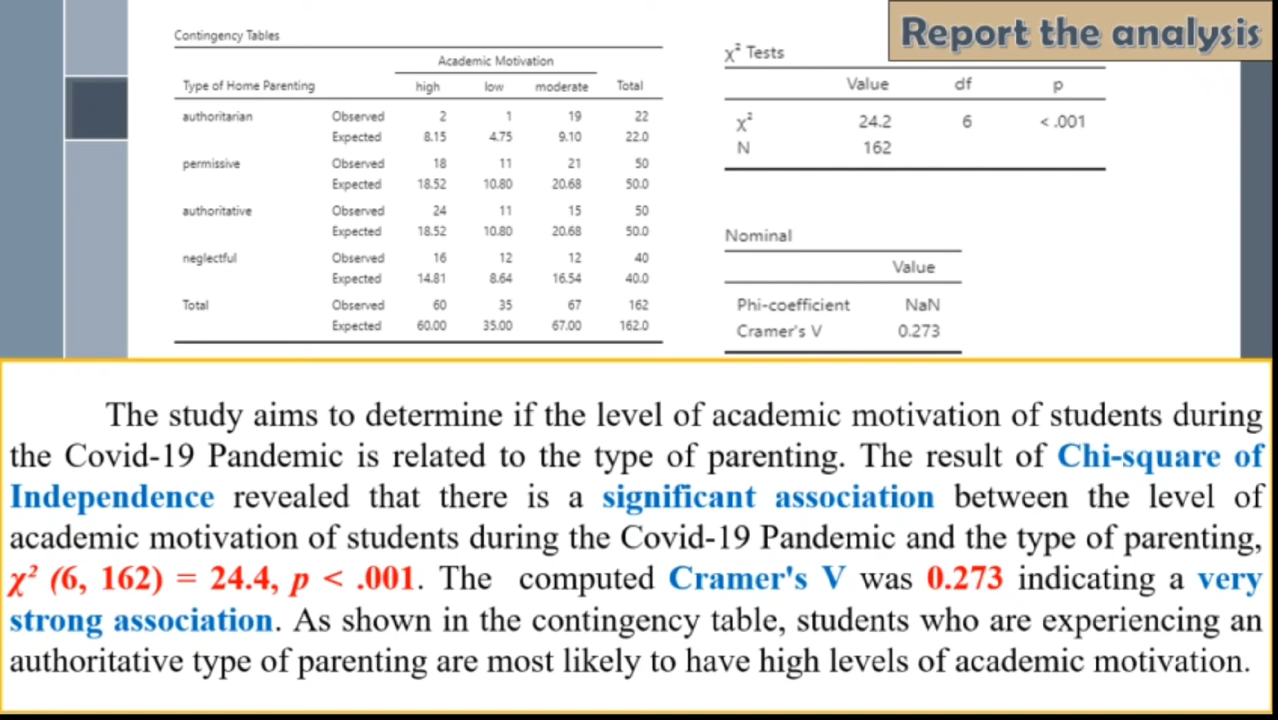 Report the analysis
Contingency Tables
Academic Motivation
Type of Home Parenting high low moderate Total
authoritarian Observed 2 1 19 22
Expected 8.15 4.75 9.10 22.0
permissive Observed 18 11 21 50
Expected 18.52 10.80 20.68 50.0
authoritative Observed 24 11 15 50
Expected 18.52 10.80 20.68 50.0
neglectful Observed 16 12 12 40
Expected 14.81 8.64 16.54 40.0
Total Observed 60 35 67 162
Expected 60.00 35.00 67.00 162.0
χ² Tests
Value df p
χ² 24.2 6 < .001
N 162
Nominal
Value
Phi-coefficient NaN
Cramer's V 0.273
The study aims to determine if the level of academic motivation of students during
the Covid-19 Pandemic is related to the type of parenting. The result of Chi-square of
Independence revealed that there is a significant association between the level of
academic motivation of students during the Covid-19 Pandemic and the type of parenting,
χ² (6, 162) = 24.4, p < .001. The computed Cramer's V was 0.273 indicating a very
strong association. As shown in the contingency table, students who are experiencing an
authoritative type of parenting are most likely to have high levels of academic motivation.